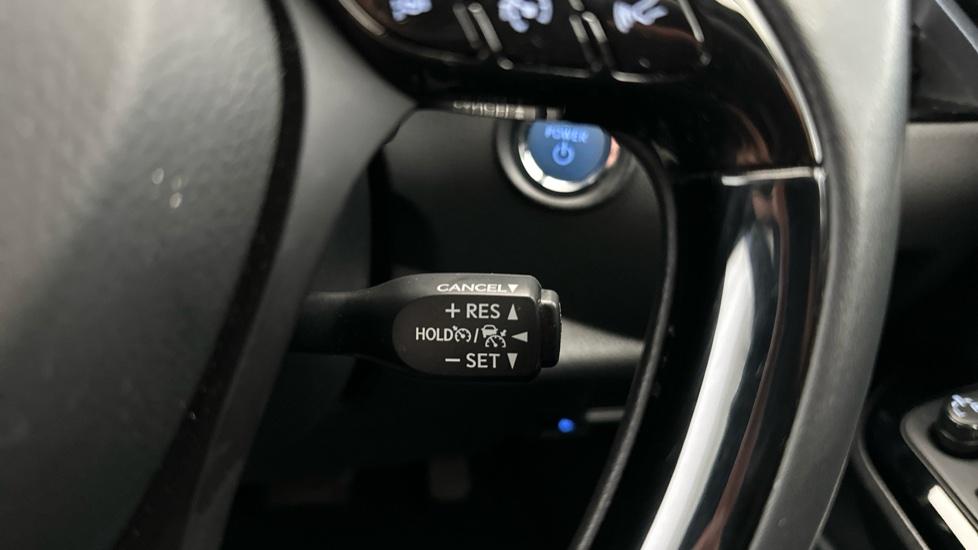 POWER
CANCEL▼
+ RES ▲
HOLD / ◄
− SET ▼